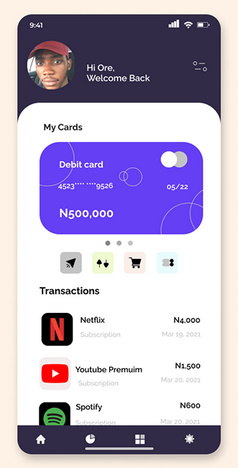 9:41
Hi Ore,
Welcome Back
My Cards
Debit card
4523**** ****9526 05/22
N500,000
Transactions
Netflix N4,000
Subscription Mar 19, 2021
Youtube Premuim N1,500
Subscription Mar 20, 2021
Spotify N600
Subscription Mar 20, 2021